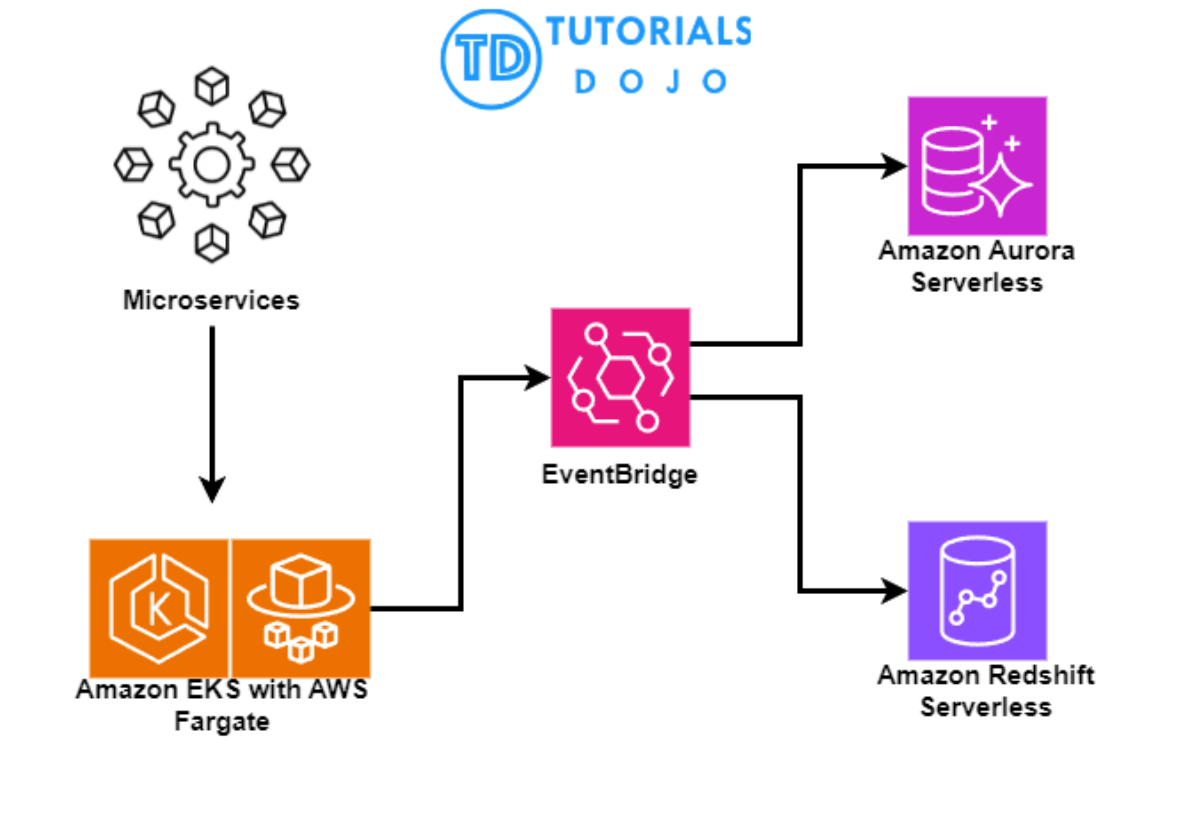 TD
TUTORIALS
DOJO
Microservices
Amazon Aurora
Serverless
EventBridge
K
Amazon EKS with AWS
Fargate
Amazon Redshift
Serverless